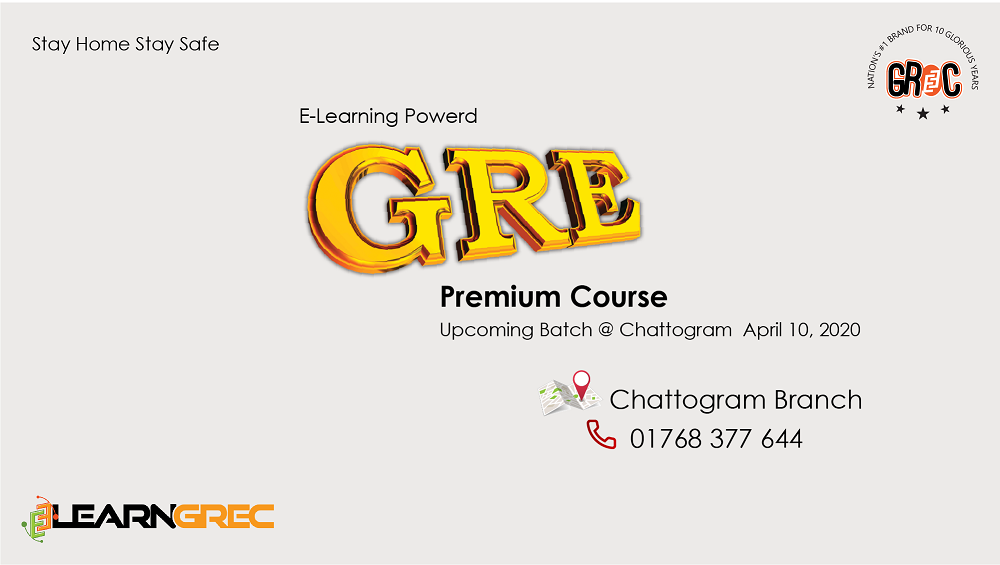 Stay Home Stay Safe
NATION'S #1 BRAND FOR 10 GLORIOUS YEARS
GREC
E-Learning Powerd
GRE
Premium Course
Upcoming Batch @ Chattogram April 10, 2020
Chattogram Branch
01768 377 644
ELEARNGREC